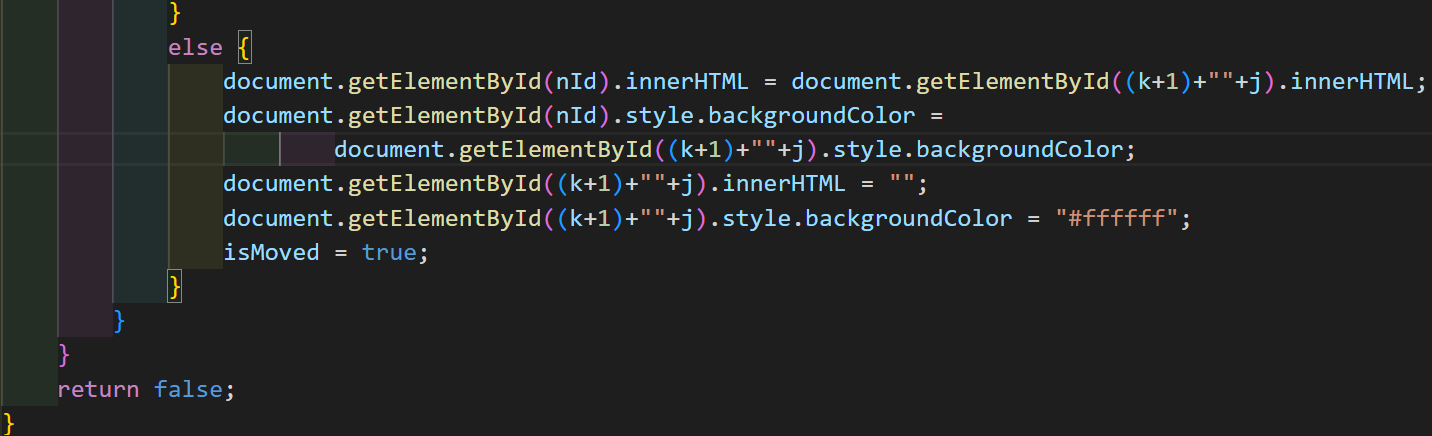 }
else {
document.getElementById(nId).innerHTML = document.getElementById((k+1)+""+j).innerHTML;
document.getElementById(nId).style.backgroundColor =
document.getElementById((k+1)+""+j).style.backgroundColor;
document.getElementById((k+1)+""+j).innerHTML = "";
document.getElementById((k+1)+""+j).style.backgroundColor = "#ffffff";
isMoved = true;
}
}
}
return false;
}